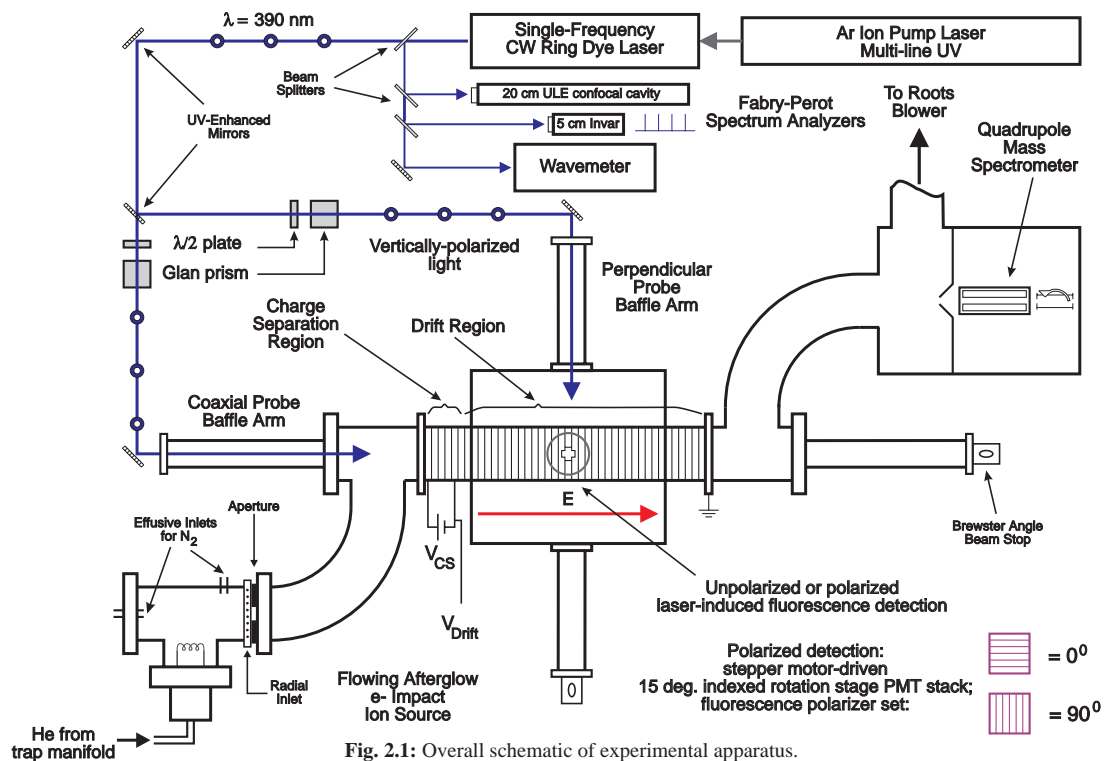 λ = 390 nm
Single-Frequency
CW Ring Dye Laser
Ar Ion Pump Laser
Multi-line UV
Beam
Splitters
20 cm ULE confocal cavity
5 cm Invar
Fabry-Perot
Spectrum Analyzers
Wavemeter
To Roots
Blower
Quadrupole
Mass
Spectrometer
UV-Enhanced
Mirrors
λ/2 plate
Glan prism
Vertically-polarized
light
Perpendicular
Probe
Baffle Arm
Charge
Separation
Region
Drift Region
Coaxial Probe
Baffle Arm
E
Brewster Angle
Beam Stop
Effusive Inlets
for N2
Aperture
VCS
VDrift
Unpolarized or polarized
laser-induced fluorescence detection
Radial
Inlet
Flowing Afterglow
e- Impact
Ion Source
Polarized detection:
stepper motor-driven
15 deg. indexed rotation stage PMT stack;
fluorescence polarizer set:
= 0⁰
= 90⁰
He from
trap manifold
Fig. 2.1: Overall schematic of experimental apparatus.